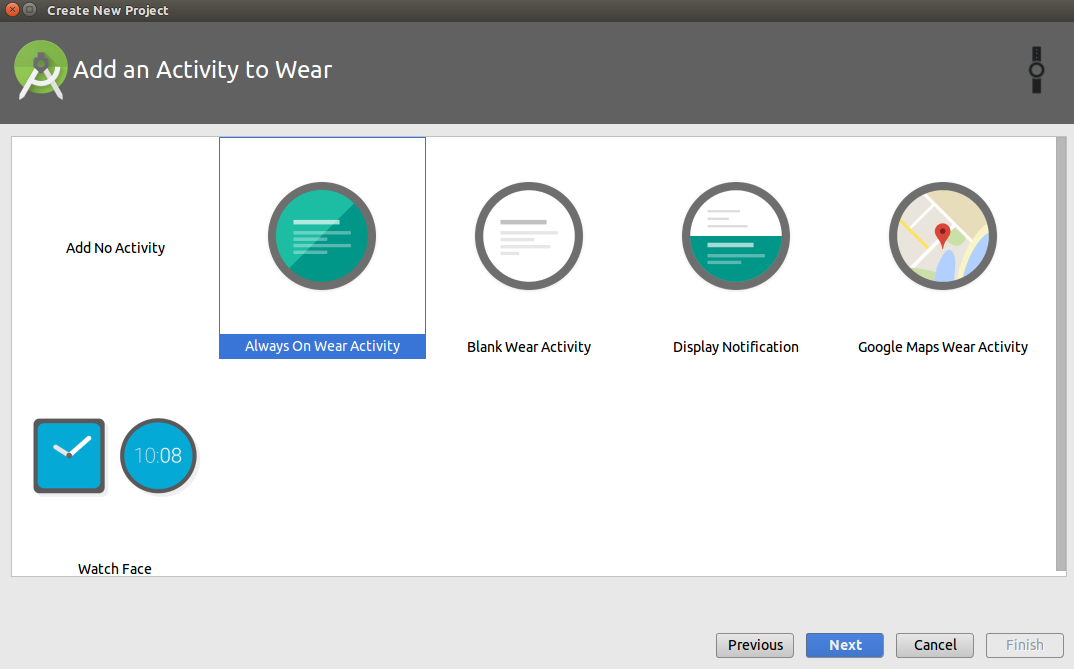 Create New Project
Add an Activity to Wear
Add No Activity
Always On Wear Activity
Blank Wear Activity
Display Notification
Google Maps Wear Activity
10:08
Watch Face
Previous
Next
Cancel
Finish